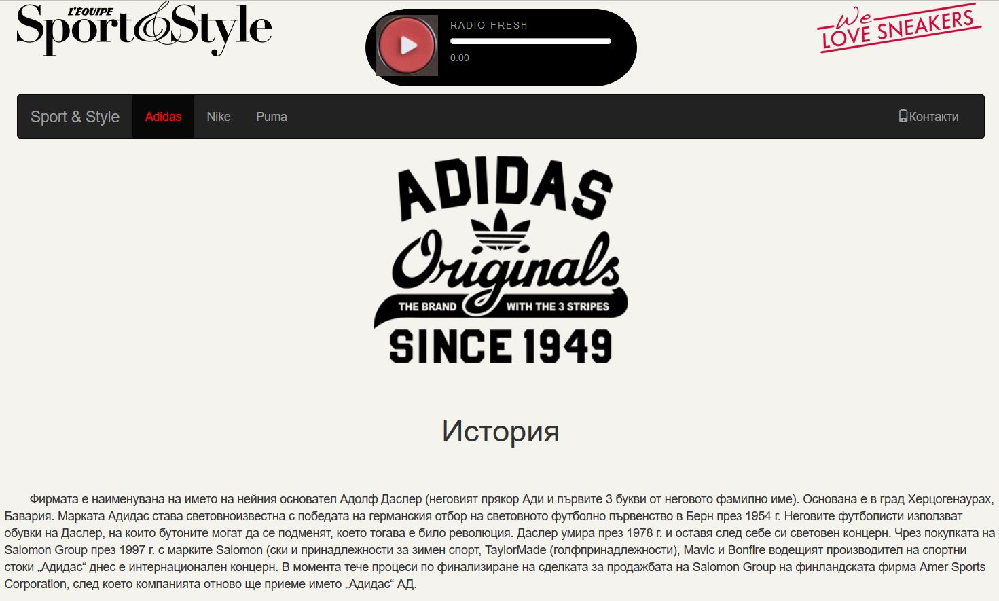 L'ÉQUIPE
Sport&Style
RADIO FRESH
0:00
We
LOVE SNEAKERS
Sport & Style Adidas Nike Puma Контакти
ADIDAS
Originals
THE BRAND WITH THE 3 STRIPES
SINCE 1949
История
Фирмата е наименувана на името на нейния основател Адолф Даслер (неговият прякор Ади и първите 3 букви от неговото фамилно име). Основана е в град Херцогенаурах,
Бавария. Марката Адидас става световноизвестна с победата на германския отбор на световното футболно първенство в Берн през 1954 г. Неговите футболисти използват
обувки на Даслер, на които бутоните могат да се подменят, което тогава е било революция. Даслер умира през 1978 г. и оставя след себе си световен концерн. Чрез покупката на
Salomon Group през 1997 г. с марките Salomon (ски и принадлежности за зимен спорт, TaylorMade (голфпринадлежности), Mavic и Bonfire водещият производител на спортни
стоки „Адидас“ днес е интернационален концерн. В момента тече процеси по финализиране на сделката за продажбата на Salomon Group на финландската фирма Amer Sports
Corporation, след което компанията отново ще приеме името „Адидас“ АД.